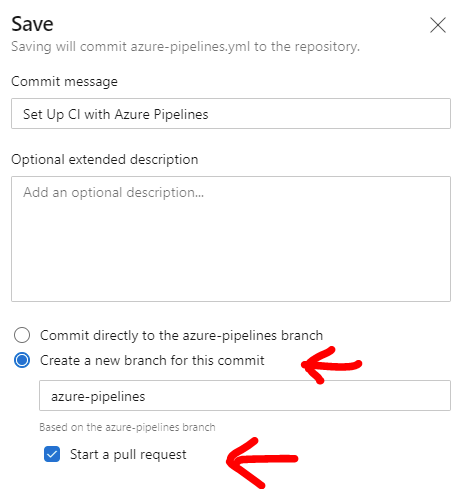 Save
Saving will commit azure-pipelines.yml to the repository.
Commit message
Set Up CI with Azure Pipelines
Optional extended description
Add an optional description...
Commit directly to the azure-pipelines branch
Create a new branch for this commit
azure-pipelines
Based on the azure-pipelines branch
Start a pull request